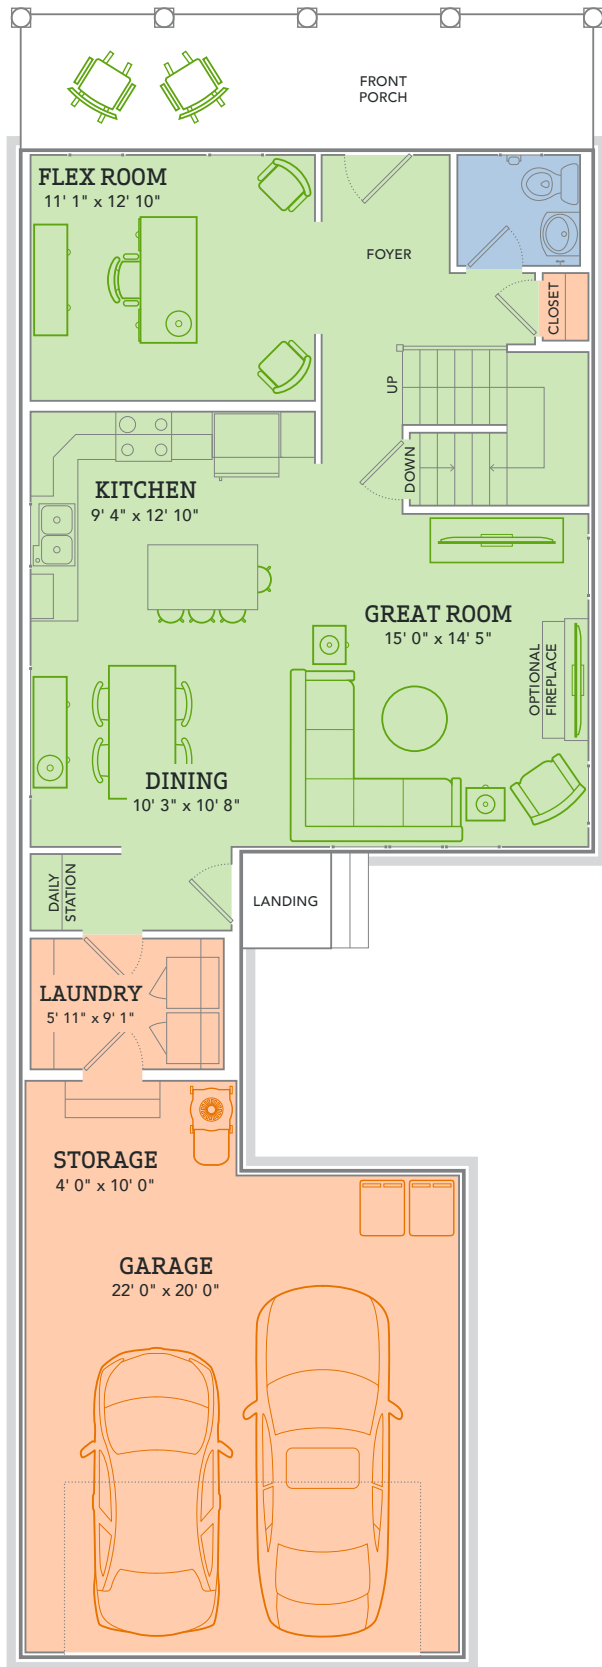 FRONT
PORCH
FLEX ROOM
11' 1" x 12' 10"
FOYER
CLOSET
UP
DOWN
KITCHEN
9' 4" x 12' 10"
GREAT ROOM
15' 0" x 14' 5"
OPTIONAL
FIREPLACE
DINING
10' 3" x 10' 8"
DAILY
STATION
LANDING
LAUNDRY
5' 11" x 9' 1"
STORAGE
4' 0" x 10' 0"
GARAGE
22' 0" x 20' 0"